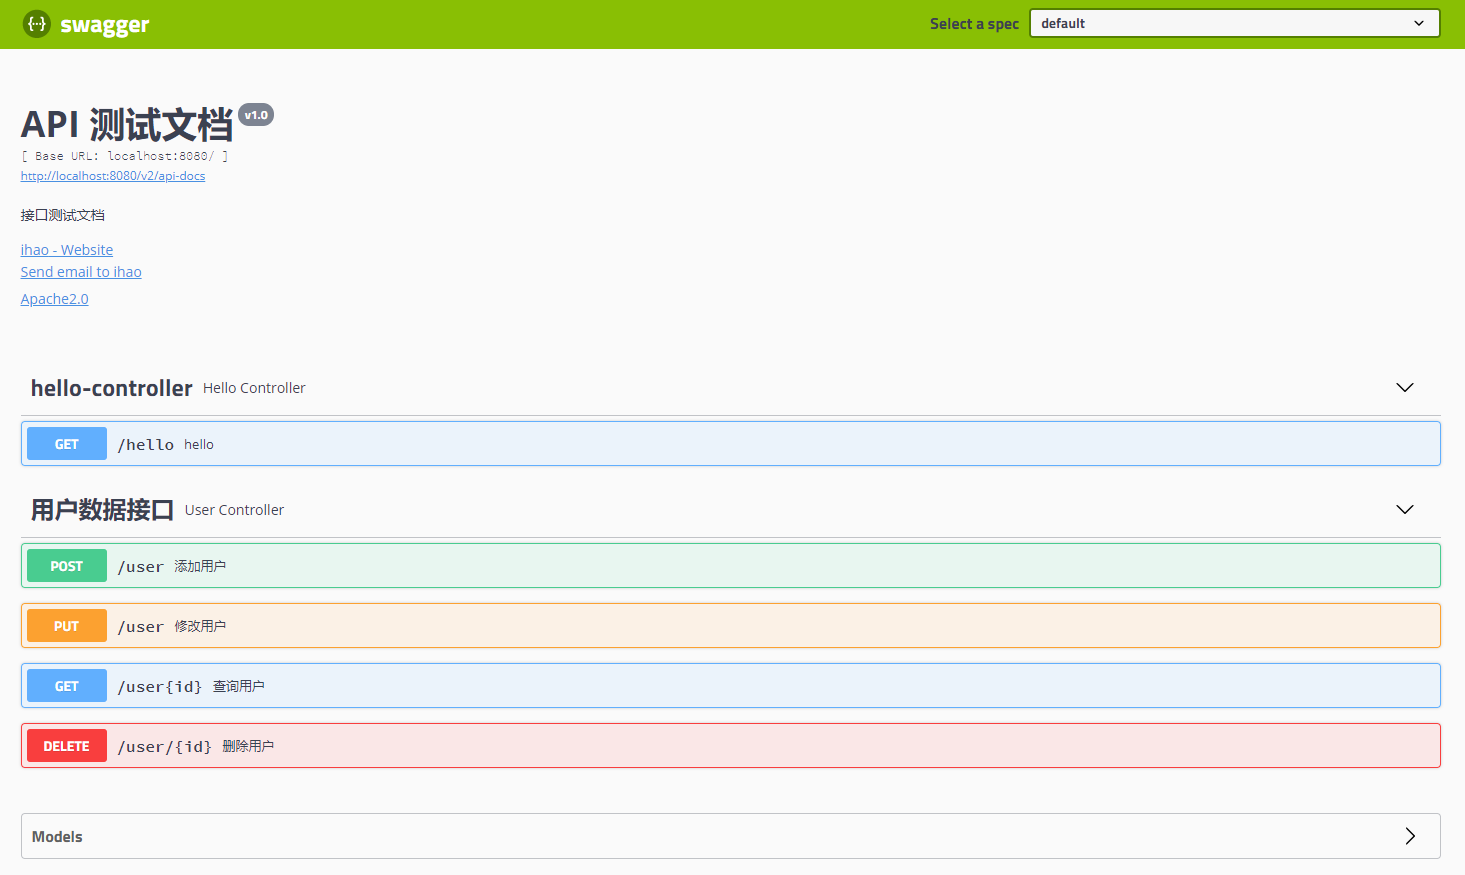 swagger
Select a spec default
API 测试文档 v1.0
[ Base URL: localhost:8080/ ]
http://localhost:8080/v2/api-docs
接口测试文档
ihao - Website
Send email to ihao
Apache2.0
hello-controller Hello Controller
GET /hello hello
用户数据接口 User Controller
POST /user 添加用户
PUT /user 修改用户
GET /user{id} 查询用户
DELETE /user/{id} 删除用户
Models